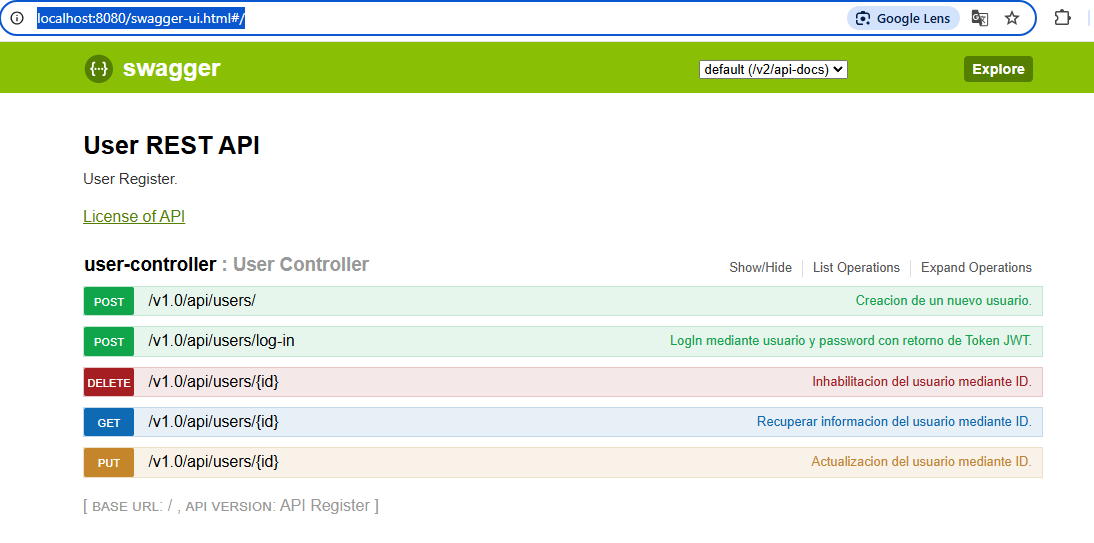 localhost:8080/swagger-ui.html#/ Google Lens
{···} swagger default (/v2/api-docs) Explore
User REST API
User Register.
License of API
user-controller : User Controller Show/Hide List Operations Expand Operations
POST /v1.0/api/users/ Creacion de un nuevo usuario.
POST /v1.0/api/users/log-in LogIn mediante usuario y password con retorno de Token JWT.
DELETE /v1.0/api/users/{id} Inhabilitacion del usuario mediante ID.
GET /v1.0/api/users/{id} Recuperar informacion del usuario mediante ID.
PUT /v1.0/api/users/{id} Actualizacion del usuario mediante ID.
[ BASE URL: / , API VERSION: API Register ]